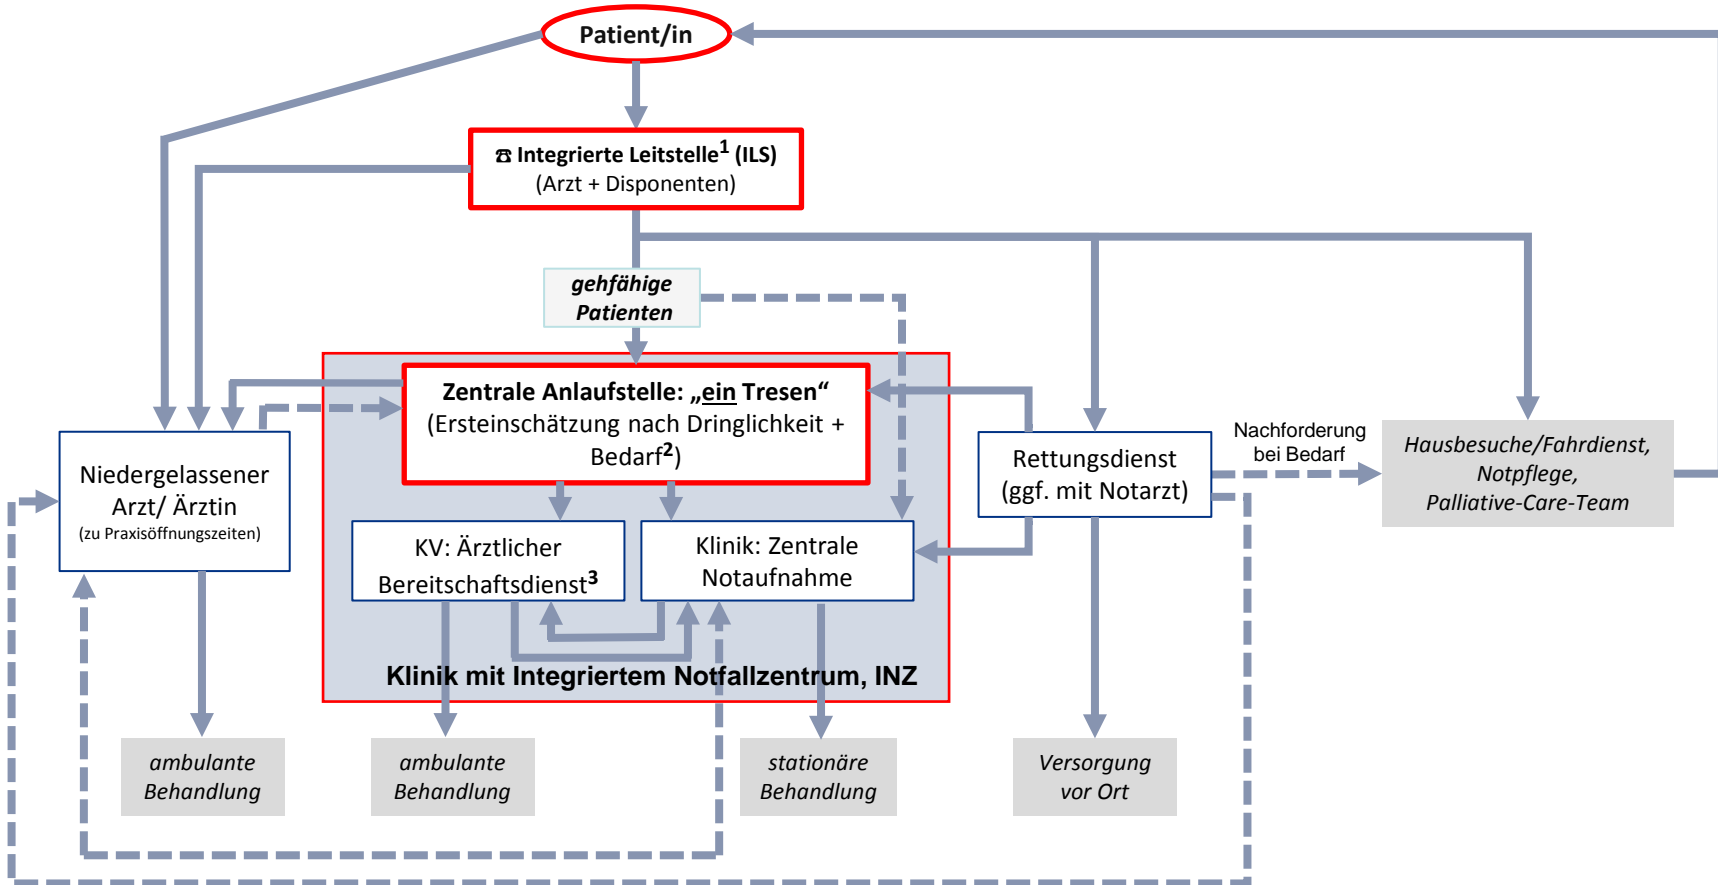 Patient/in
☎ Integrierte Leitstelle¹ (ILS)
(Arzt + Disponenten)
gehfähige
Patienten
Zentrale Anlaufstelle: „ein Tresen“
(Ersteinschätzung nach Dringlichkeit +
Bedarf²)
Niedergelassener
Arzt/ Ärztin
(zu Praxisöffnungszeiten)
KV: Ärztlicher
Bereitschaftsdienst³
Klinik: Zentrale
Notaufnahme
Klinik mit Integriertem Notfallzentrum, INZ
Rettungsdienst
(ggf. mit Notarzt)
Nachforderung
bei Bedarf
Hausbesuche/Fahrdienst,
Notpflege,
Palliative-Care-Team
ambulante
Behandlung
ambulante
Behandlung
stationäre
Behandlung
Versorgung
vor Ort